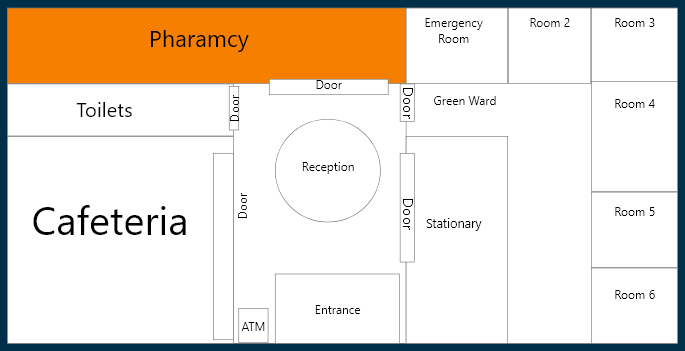 Pharamcy
Emergency
Room
Room 2
Room 3
Door
Toilets
Door
Door
Green Ward
Room 4
Reception
Cafeteria
Door
Door
Stationary
Room 5
Entrance
ATM
Room 6